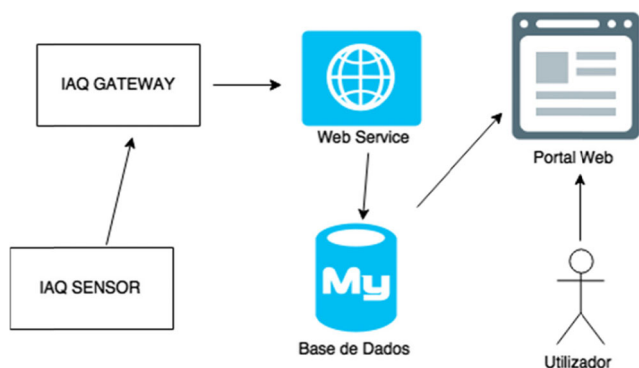 IAQ GATEWAY
Web Service
Portal Web
IAQ SENSOR
My
Base de Dados
Utilizador